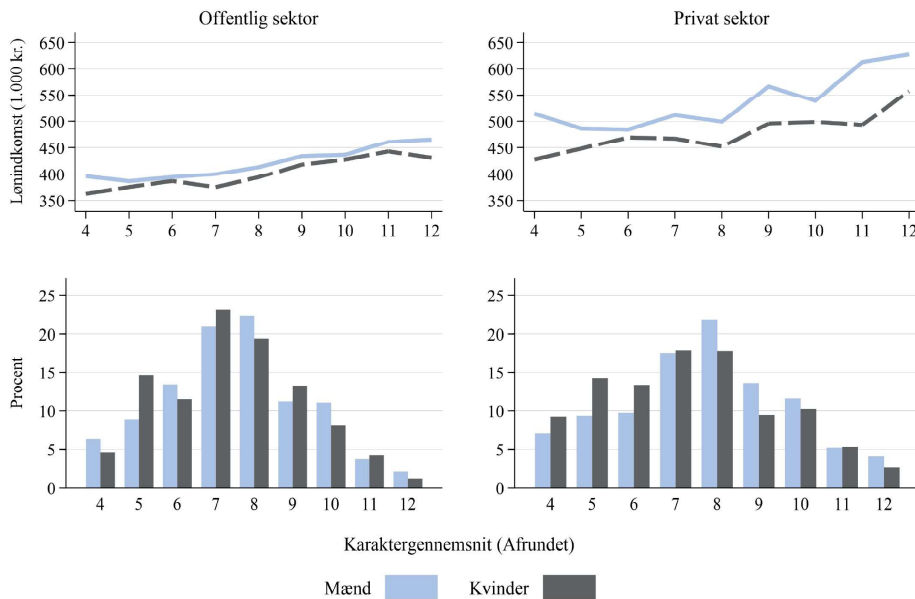 Offentlig sektor
Privat sektor
Lønindkomst (1.000 kr.)
650
600
550
500
450
400
350
4 5 6 7 8 9 10 11 12
650
600
550
500
450
400
350
4 5 6 7 8 9 10 11 12
Procent
25
20
15
10
5
0
4 5 6 7 8 9 10 11 12
25
20
15
10
5
0
4 5 6 7 8 9 10 11 12
Karaktergennemsnit (Afrundet)
Mænd Kvinder